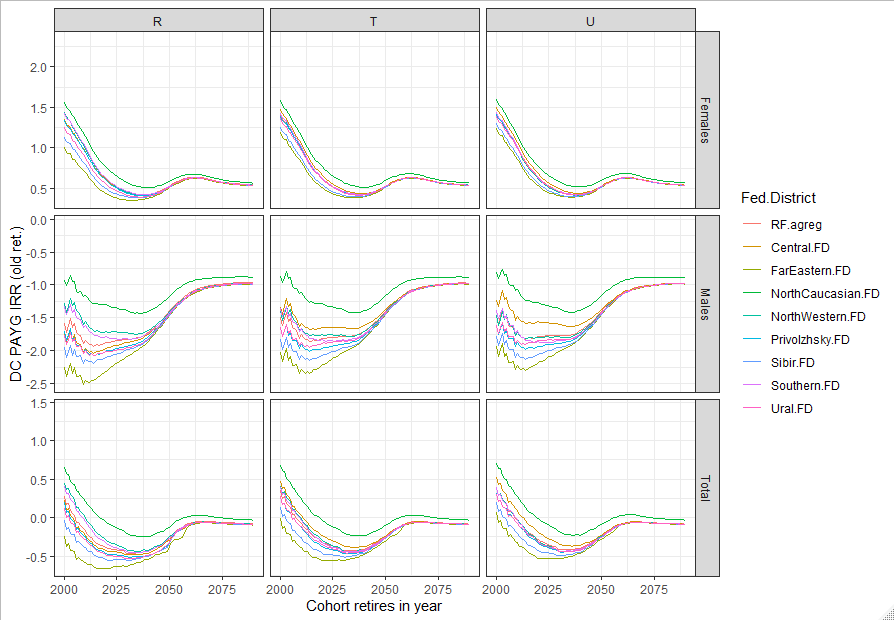 R T U
2.0
1.5
1.0
0.5
Females
0.0
-0.5
-1.0
-1.5
-2.0
-2.5
Males
1.5
1.0
0.5
0.0
-0.5
Total
DC PAYG IRR (old ret.)
2000 2025 2050 2075 2000 2025 2050 2075 2000 2025 2050 2075
Cohort retires in year
Fed.District
RF.agreg
Central.FD
FarEastern.FD
NorthCaucasian.FD
NorthWestern.FD
Privolzhsky.FD
Sibir.FD
Southern.FD
Ural.FD